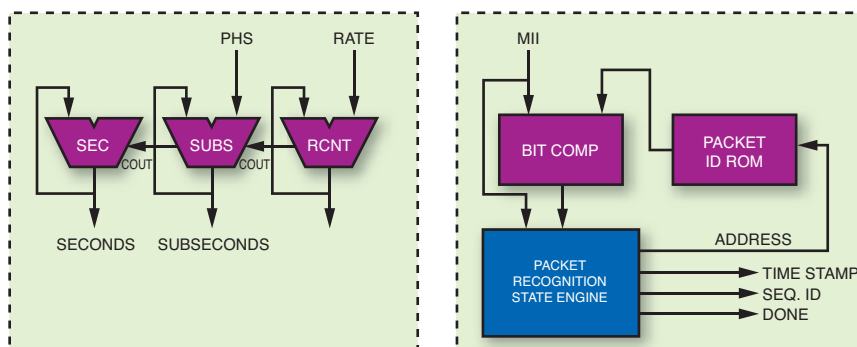 PHS
RATE
SEC
COUT
SUBS
COUT
RCNT
SECONDS
SUBSECONDS
MII
BIT COMP
PACKET
ID ROM
PACKET
RECOGNITION
STATE ENGINE
ADDRESS
TIME STAMP
SEQ. ID
DONE